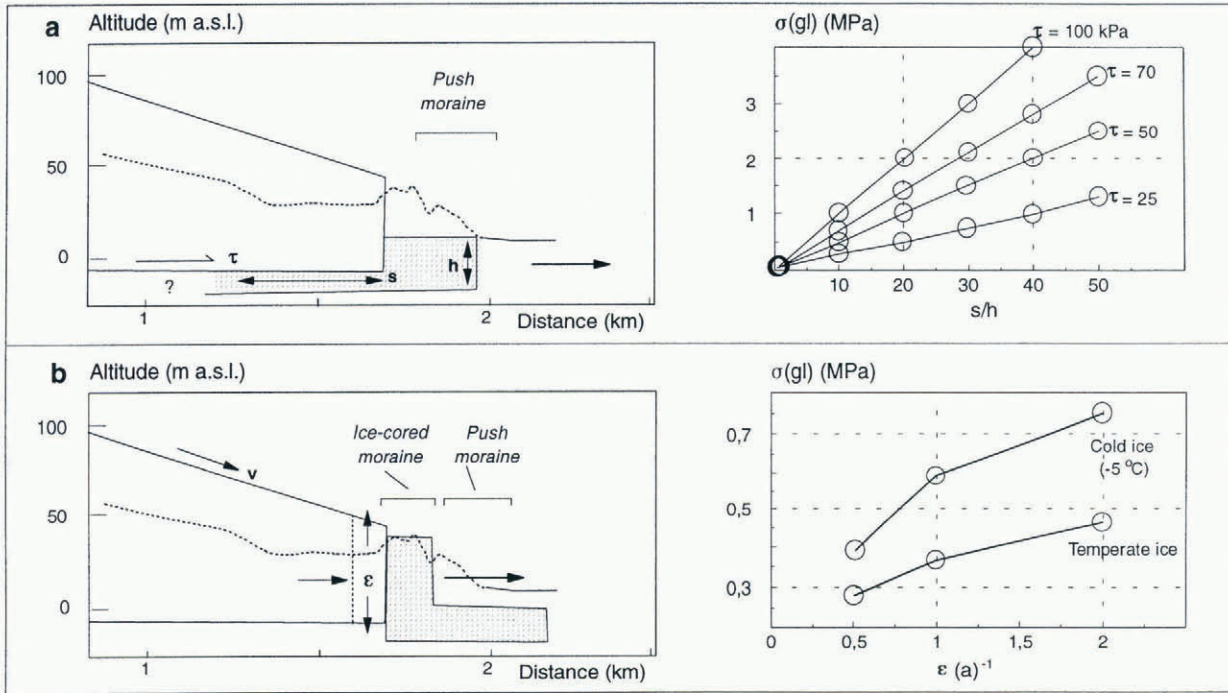 a Altitude (m a.s.l.)
100
50
0
Push
moraine
τ
?
s
h
1
2
Distance (km)
σ(gl) (MPa)
3
2
1
τ = 100 kPa
τ = 70
τ = 50
τ = 25
10 20 30 40 50
s/h
b Altitude (m a.s.l.)
100
50
0
v
Ice-cored
moraine
Push
moraine
ε
1
2
Distance (km)
σ(gl) (MPa)
0,7
0,5
0,3
Cold ice
(-5 °C)
Temperate ice
0 0,5 1 1,5 2
ε (a)⁻¹